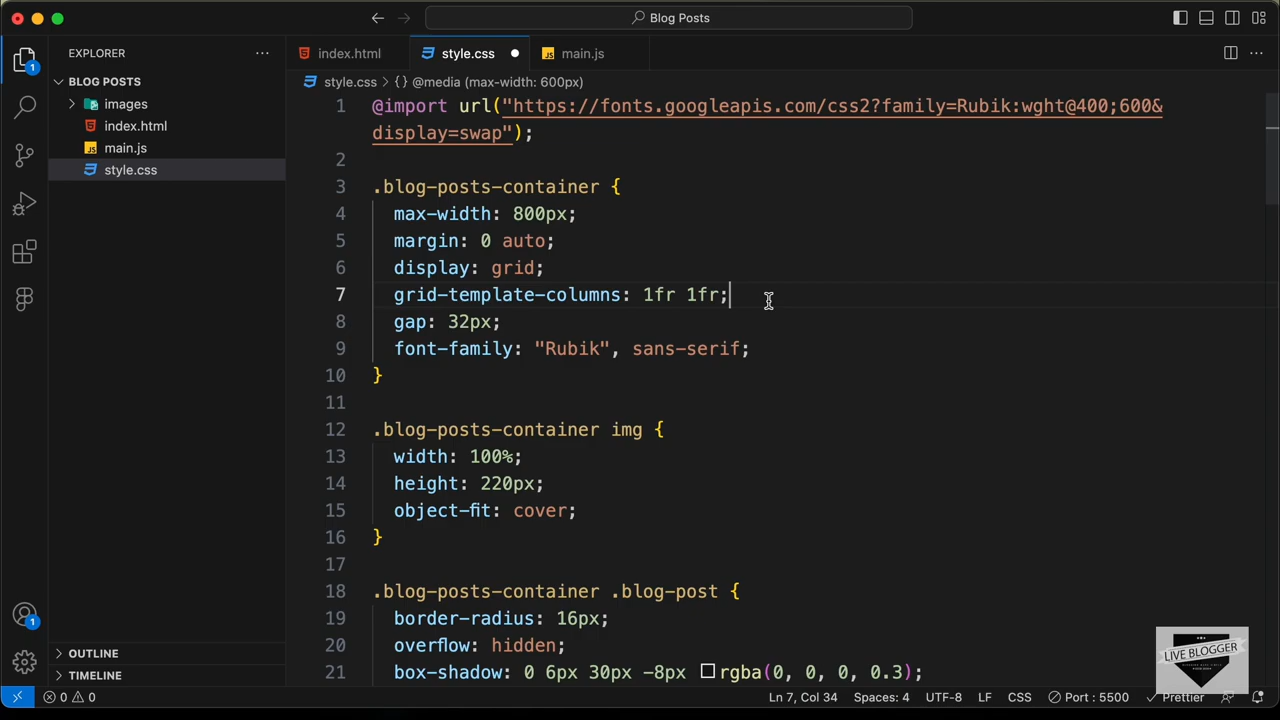 Blog Posts
EXPLORER
index.html
style.css
main.js
BLOG POSTS
style.css > {} @media (max-width: 600px)
images
index.html
main.js
style.css
1 @import url("https://fonts.googleapis.com/css2?family=Rubik:wght@400;600&
display=swap");
2
3 .blog-posts-container {
4 max-width: 800px;
5 margin: 0 auto;
6 display: grid;
7 grid-template-columns: 1fr 1fr;
8 gap: 32px;
9 font-family: "Rubik", sans-serif;
10 }
11
12 .blog-posts-container img {
13 width: 100%;
14 height: 220px;
15 object-fit: cover;
16 }
17
18 .blog-posts-container .blog-post {
19 border-radius: 16px;
20 overflow: hidden;
21 box-shadow: 0 6px 30px -8px rgba(0, 0, 0, 0.3);
1
1
OUTLINE
TIMELINE
LIVE BLOGGER
0 0
Ln 7, Col 34 Spaces: 4 UTF-8 LF CSS Port : 5500 Prettier